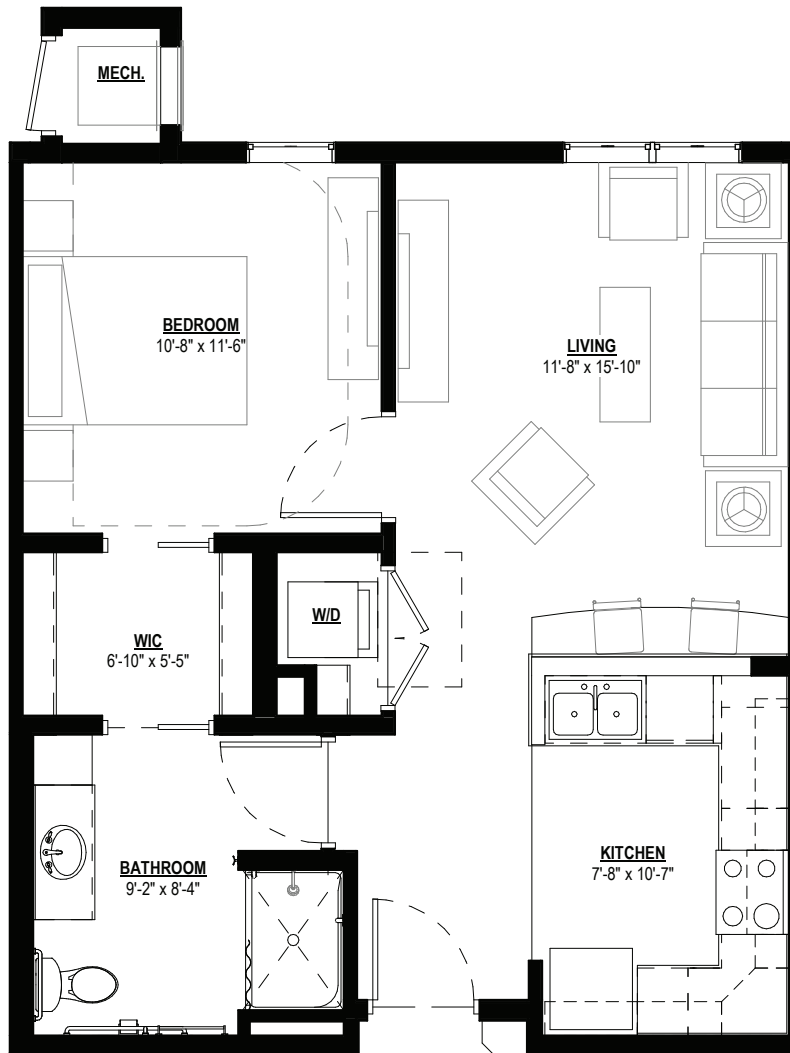 MECH.
BEDROOM
10'-8" x 11'-6"
LIVING
11'-8" x 15'-10"
W/D
WIC
6'-10" x 5'-5"
KITCHEN
7'-8" x 10'-7"
BATHROOM
9'-2" x 8'-4"